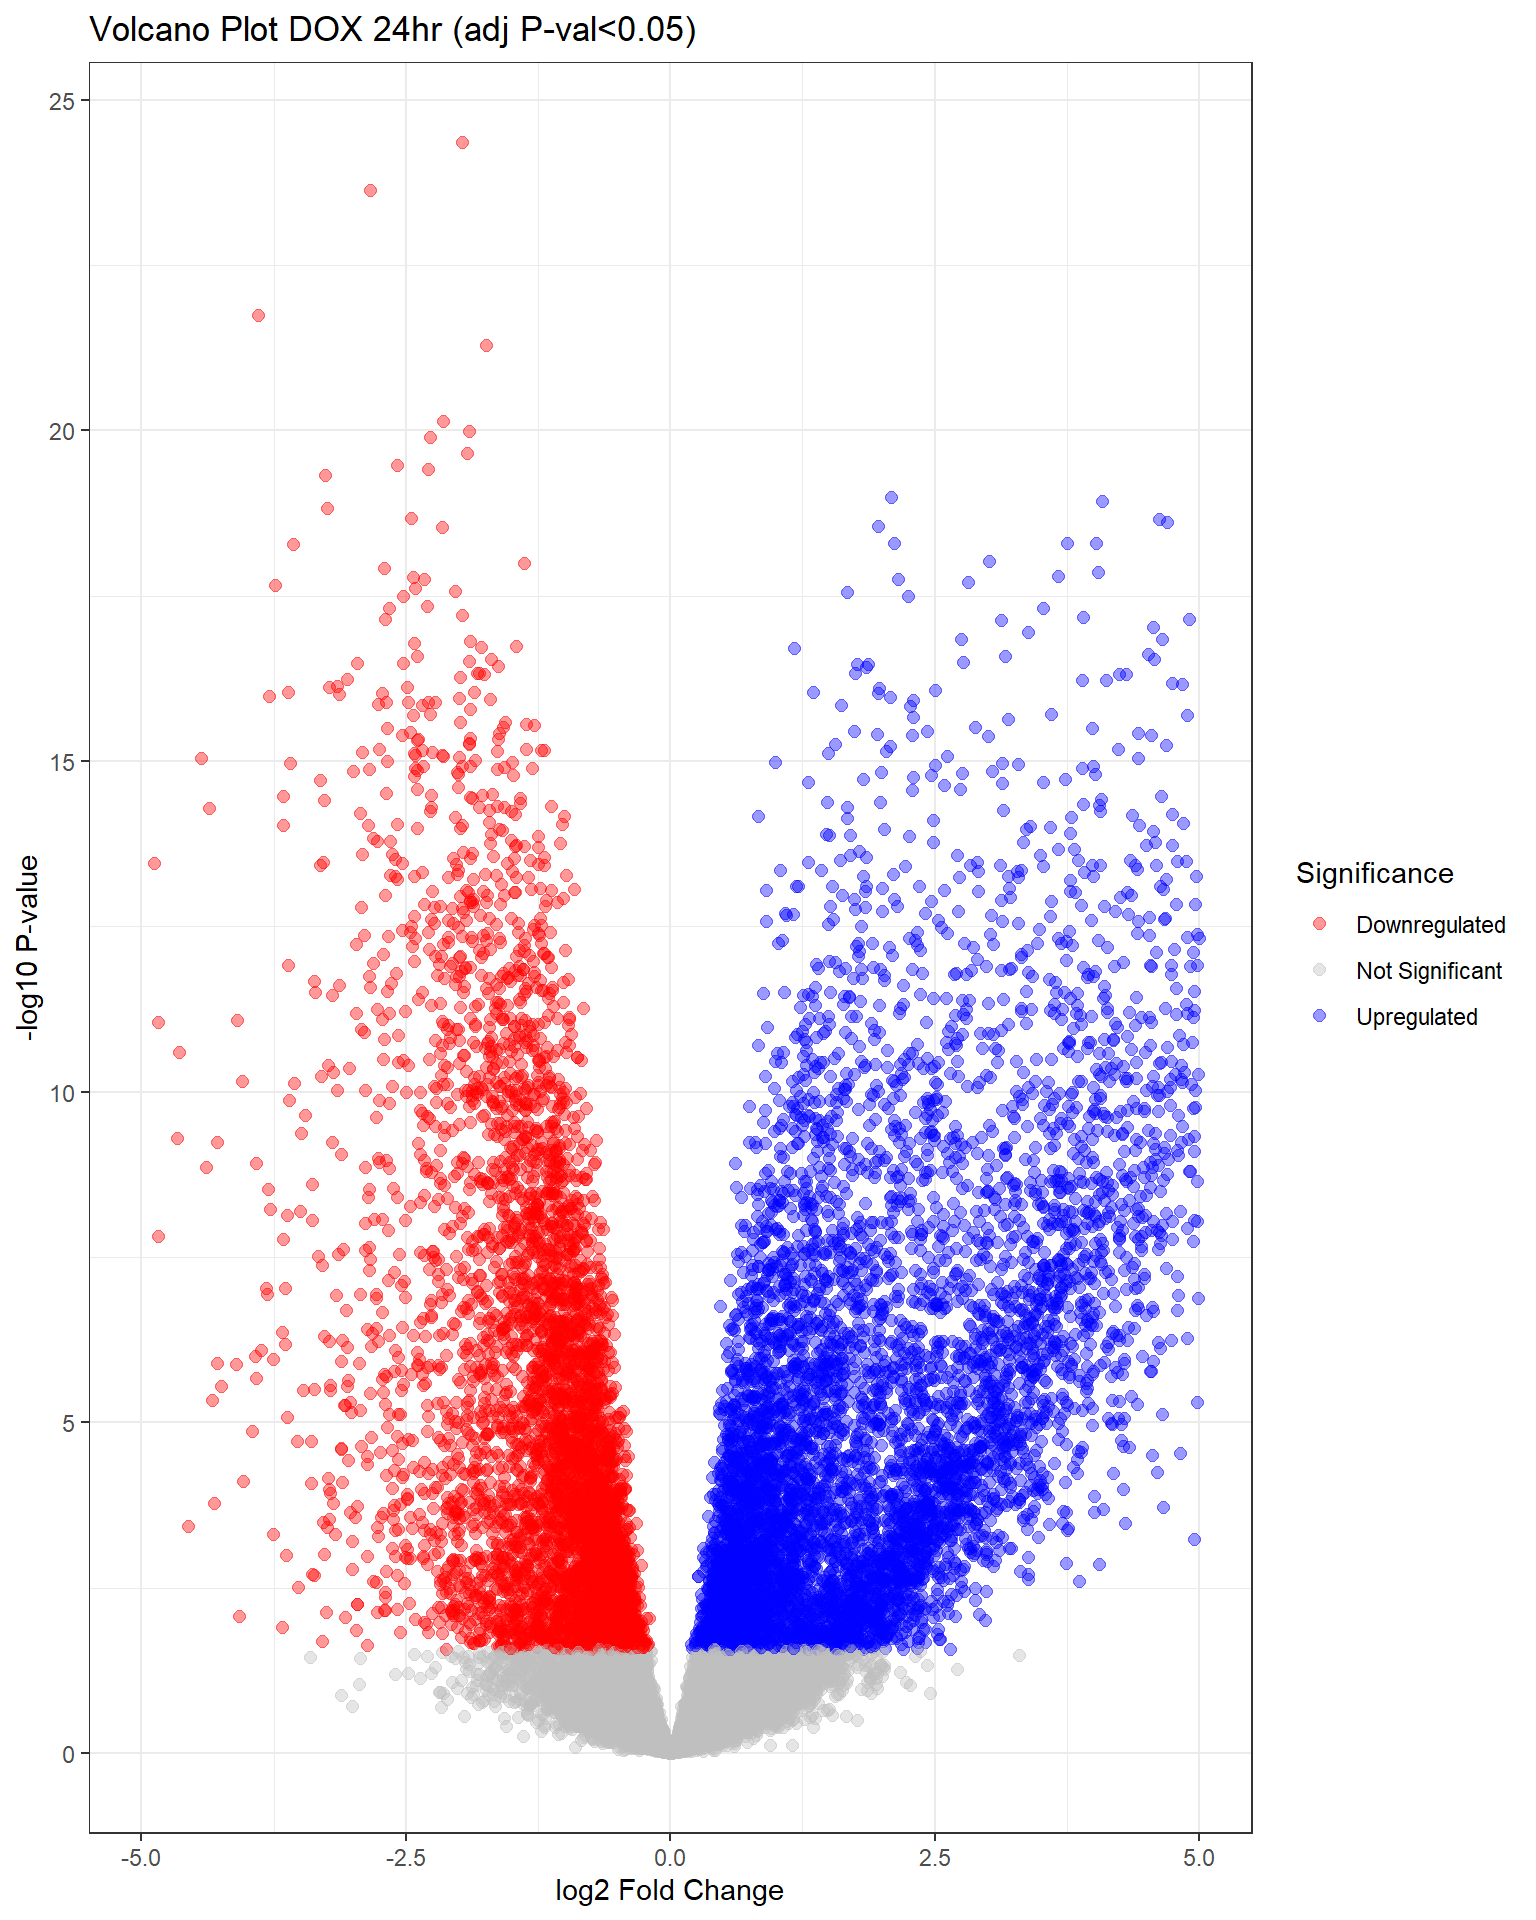 Volcano Plot DOX 24hr (adj P-val<0.05)
25
20
15
10
5
0
-log10 P-value
-5.0
-2.5
0.0
2.5
5.0
log2 Fold Change
Significance
Downregulated
Not Significant
Upregulated